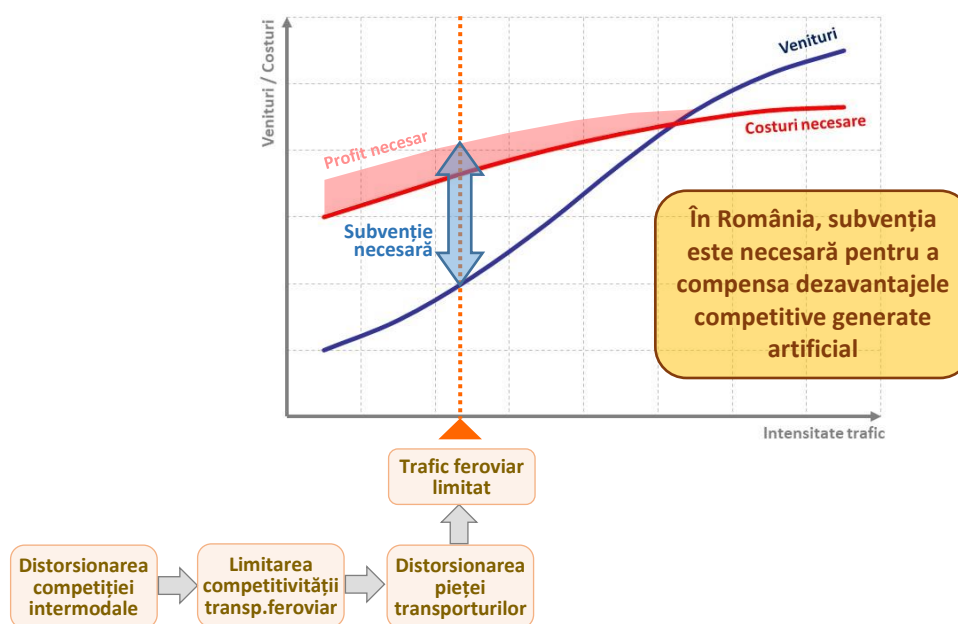 Venituri / Costuri
Venituri
Costuri necesare
Profit necesar
Subvenție
necesară
În România, subvenția
este necesară pentru a
compensa dezavantajele
competitive generate
artificial
Intensitate trafic
Trafic feroviar
limitat
Distorsionarea
competiției
intermodale
Limitarea
competitivității
transp.feroviar
Distorsionarea
pieței
transporturilor